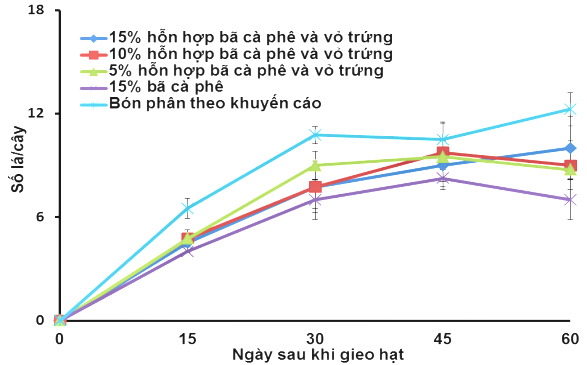 18
12
6
0
Số lá/cây
15% hỗn hợp bã cà phê và vỏ trứng
10% hỗn hợp bã cà phê và vỏ trứng
5% hỗn hợp bã cà phê và vỏ trứng
15% bã cà phê
Bón phân theo khuyến cáo
0 15 30 45 60
Ngày sau khi gieo hạt